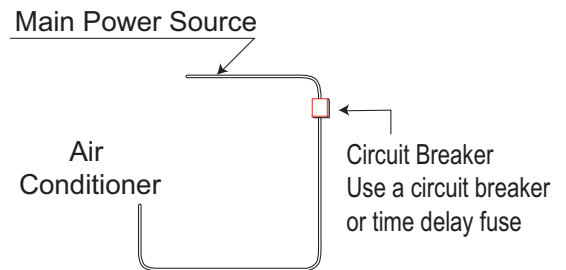 Main Power Source
Air
Conditioner
Circuit Breaker
Use a circuit breaker
or time delay fuse